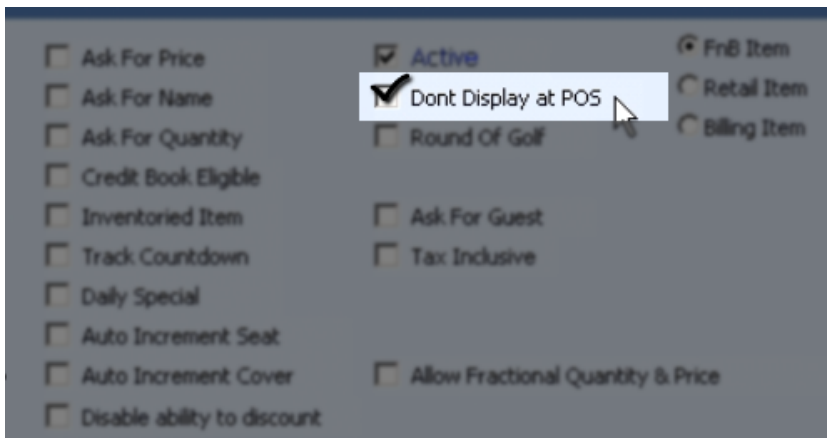 Ask For Price
Active
FnB Item
Ask For Name
Dont Display at POS
Retail Item
Ask For Quantity
Round Of Golf
Billing Item
Credit Book Eligible
Inventoried Item
Ask For Guest
Track Countdown
Tax Inclusive
Daily Special
Auto Increment Seat
Auto Increment Cover
Allow Fractional Quantity & Price
Disable ability to discount